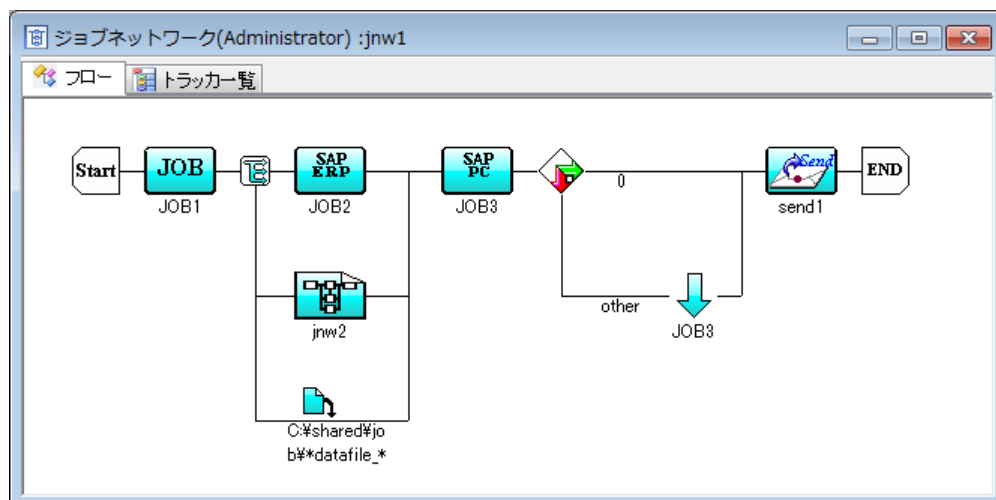 ジョブネットワーク(Administrator) :jnw1
フロー
トラッカ一覧
Start
JOB
JOB1
SAP
ERP
JOB2
SAP
PC
JOB3
0
Send
send1
END
jnw2
other
JOB3
C:¥shared¥jo
b¥*datafile_*